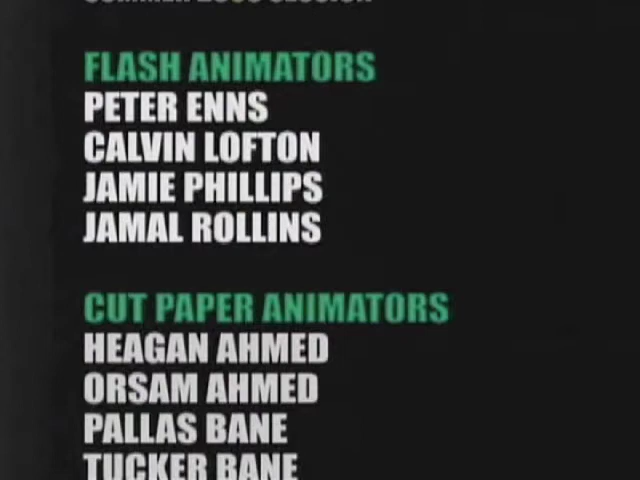 FLASH ANIMATORS
PETER ENNS
CALVIN LOFTON
JAMIE PHILLIPS
JAMAL ROLLINS
CUT PAPER ANIMATORS
HEAGAN AHMED
ORSAM AHMED
PALLAS BANE
TUCKER BANE